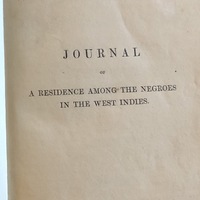 JOURNAL
OF
A RESIDENCE AMONG THE NEGROES
IN THE WEST INDIES.